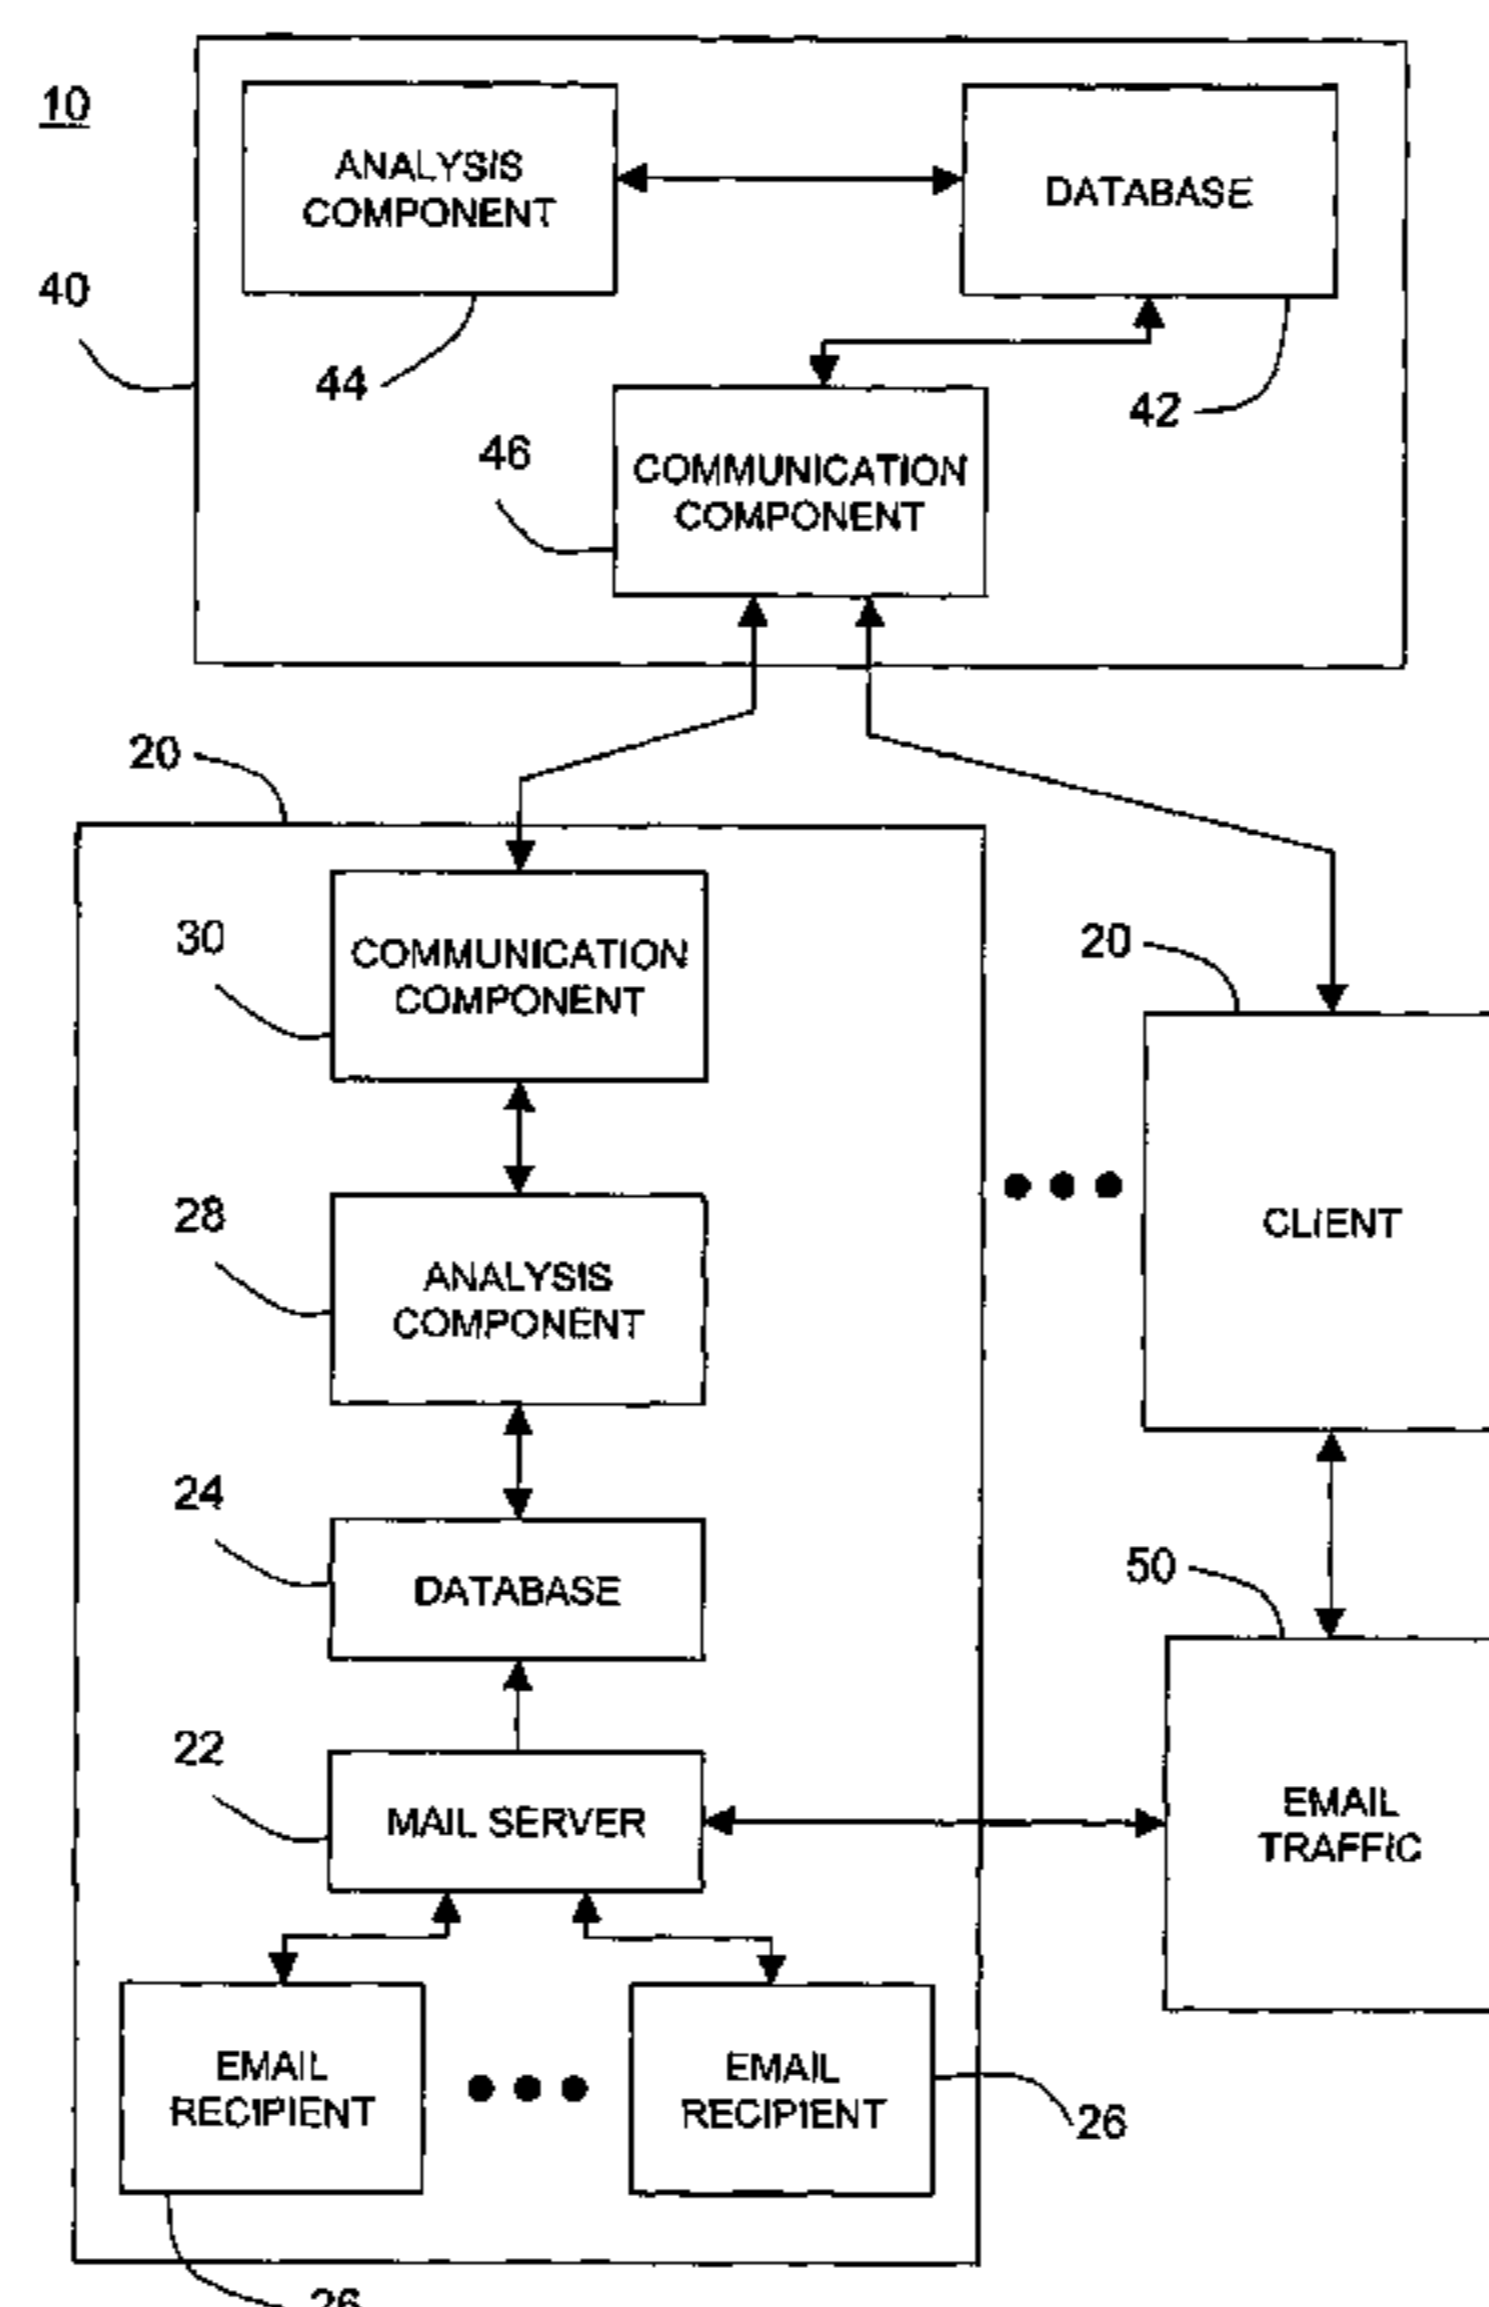 10
ANALYSIS
COMPONENT
DATABASE
40
44
42
46
COMMUNICATION
COMPONENT
20
30
COMMUNICATION
COMPONENT
20
28
ANALYSIS
COMPONENT
CLIENT
24
DATABASE
50
22
MAIL SERVER
EMAIL
TRAFFIC
EMAIL
RECIPIENT
EMAIL
RECIPIENT
26
26